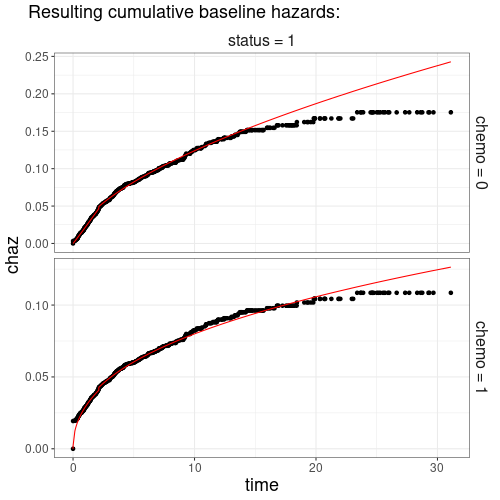 Resulting cumulative baseline hazards:
status = 1
0.25
0.20
0.15
0.10
0.05
0.00
chemo = 0
chaz
0.10
0.05
0.00
chemo = 1
0
10
20
30
time